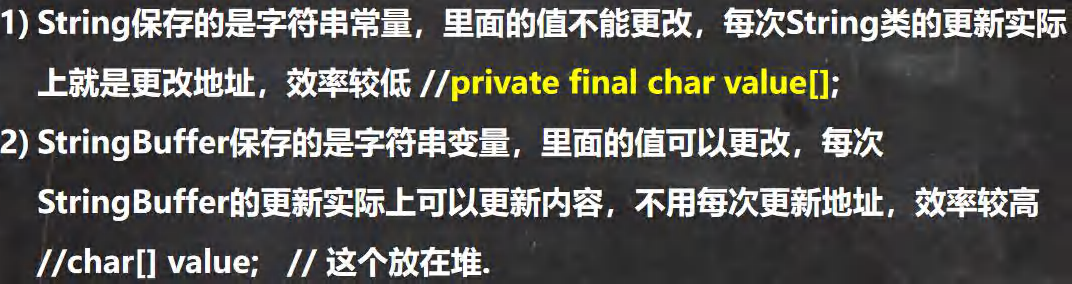 1) String保存的是字符串常量，里面的值不能更改，每次String类的更新实际
上就是更改地址，效率较低 //private final char value[];
2) StringBuffer保存的是字符串变量，里面的值可以更改，每次
StringBuffer的更新实际上可以更新内容，不用每次更新地址，效率较高
//char[] value;   // 这个放在堆.